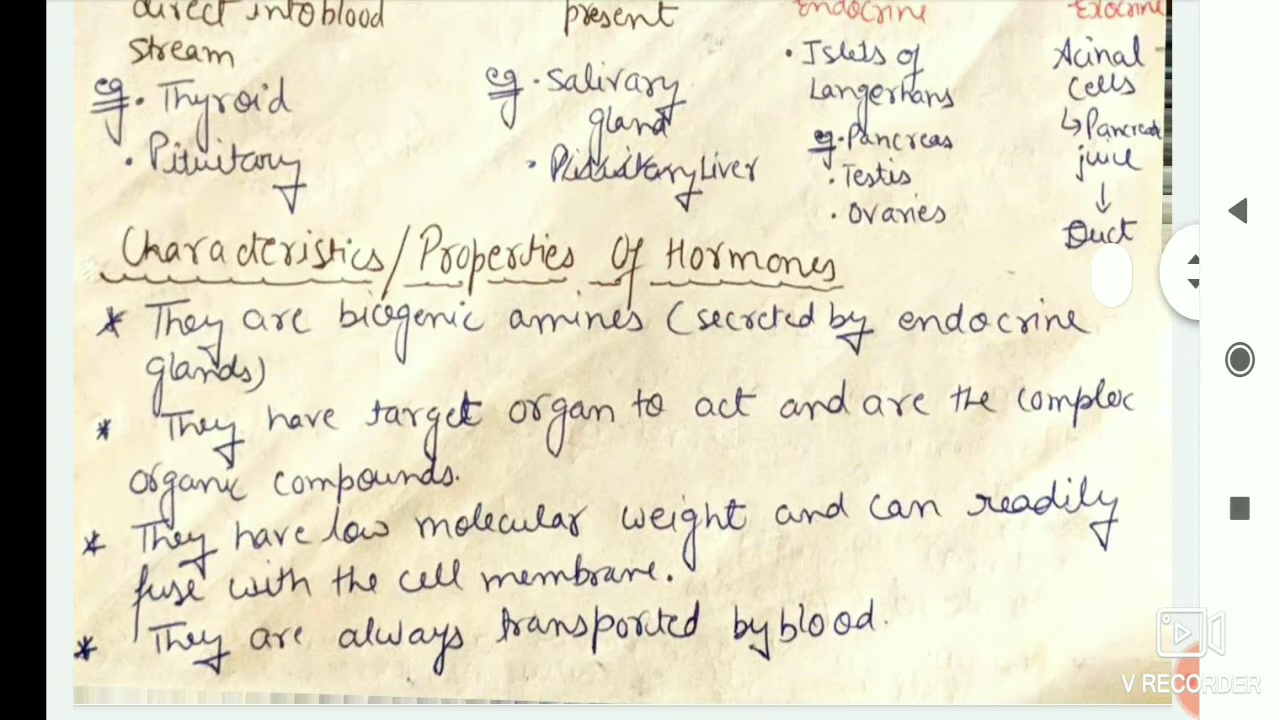 direct into blood
stream
eg • Thyroid
• Pituitary
present
eg • Salivary
gland
• Liver
Endocrine
• Islets of
Langerhans
eg • Pancreas
• Testis
• Ovaries
Exocrine
Acinal
cells
↳ Pancreatic
juice
↓
Duct
Characteristics/Properties Of Hormones
* They are biogenic amines (secreted by endocrine
glands)
* They have target organ to act and are the complex
organic compounds.
* They have low molecular weight and can readily
fuse with the cell membrane.
* They are always transported by blood.
V RECORDER